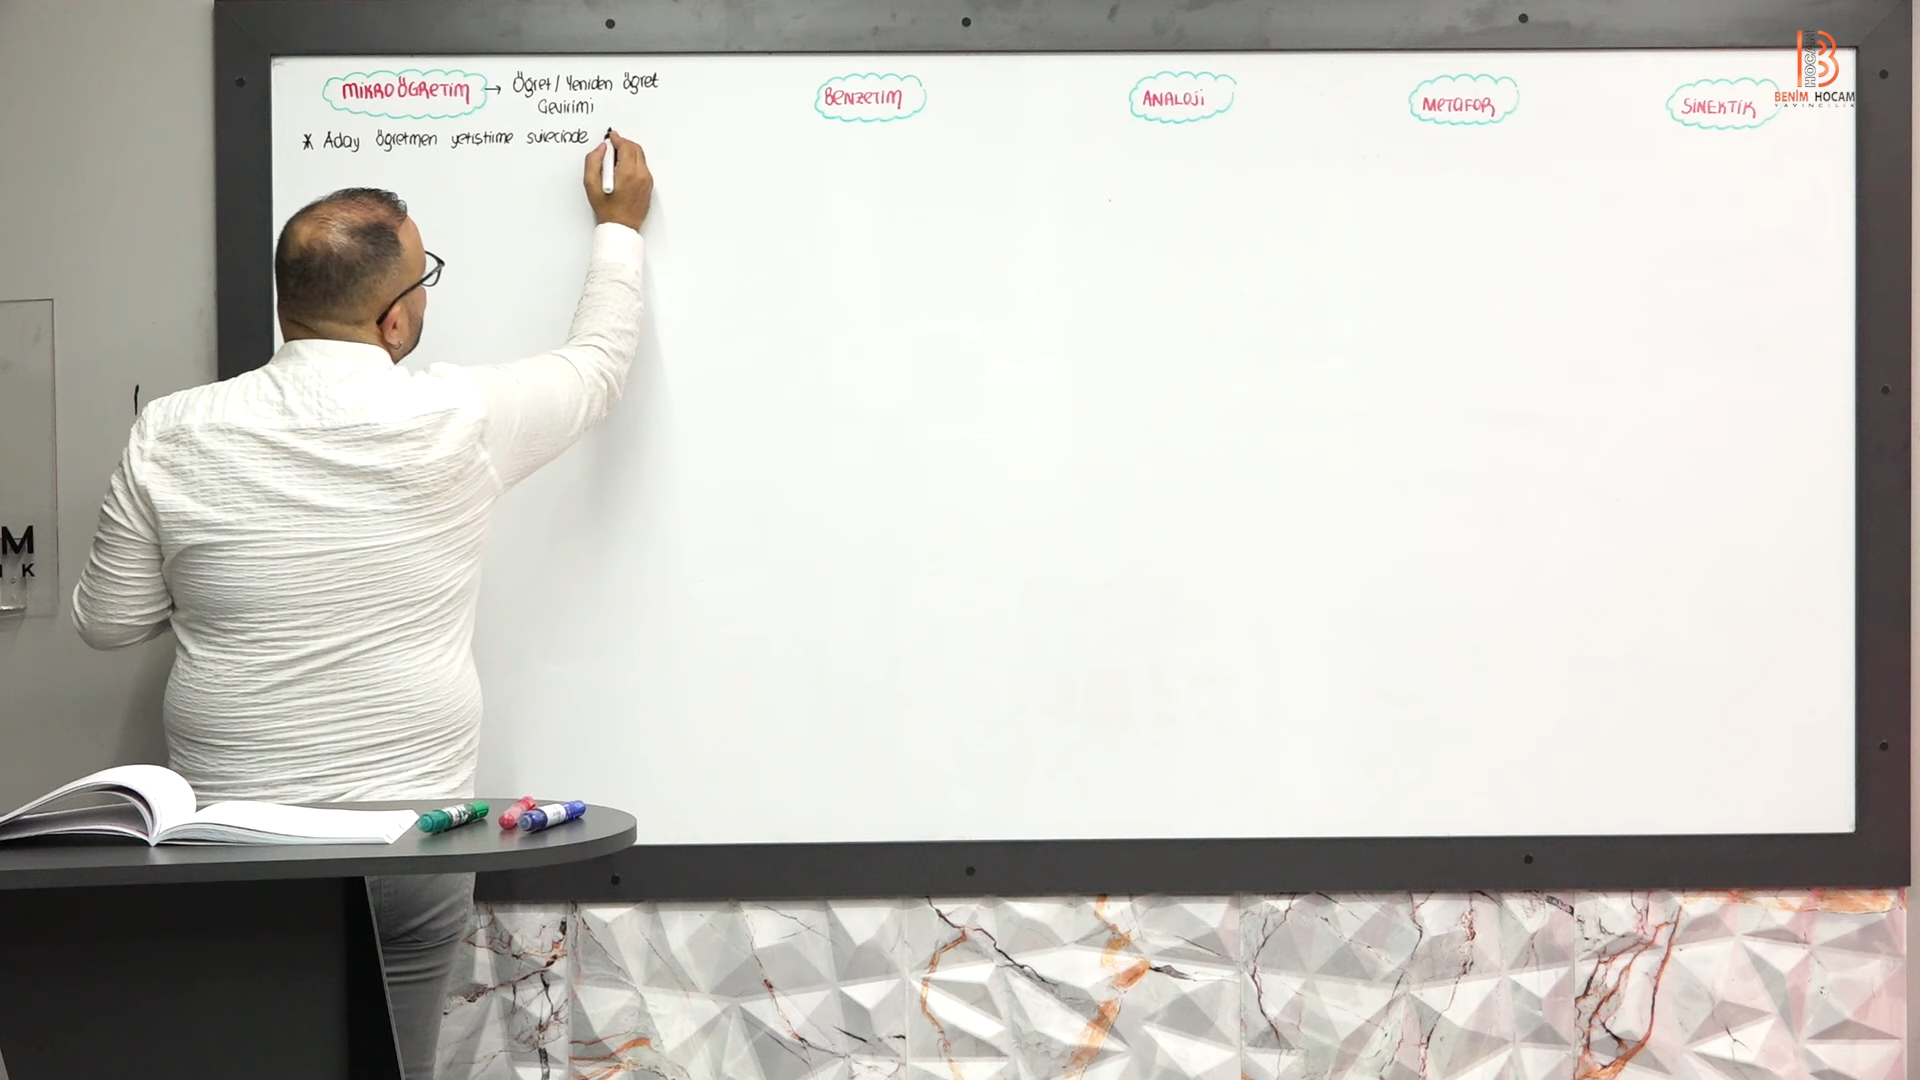 MİKRO ÖĞRETİM → Öğret / Yeniden öğret
Çevirimi
* Aday öğretmen yetiştirme sürecinde
BENZETİM
ANALOJİ
METAFOR
SİNEKTİK
B HOCAM
BENİM HOCAM
YAYINCILIK
M
K